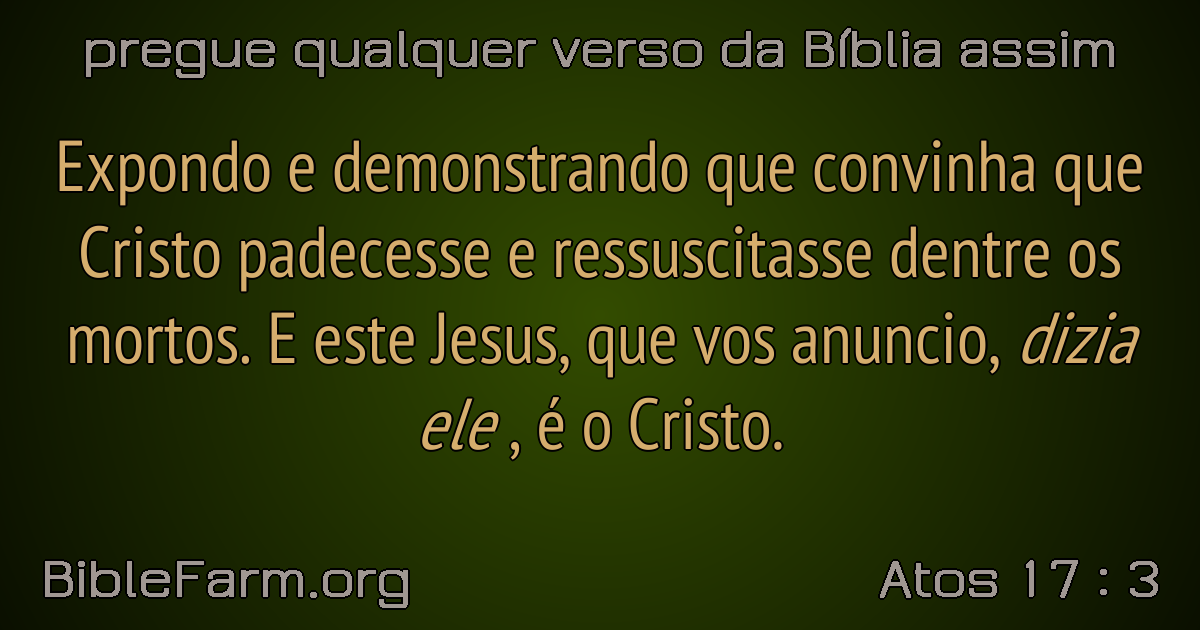 pregue qualquer verso da Bíblia assim
Expondo e demonstrando que convinha que
Cristo padecesse e ressuscitasse dentre os
mortos. E este Jesus, que vos anuncio, dizia
ele , é o Cristo.
BibleFarm.org
Atos 17 : 3